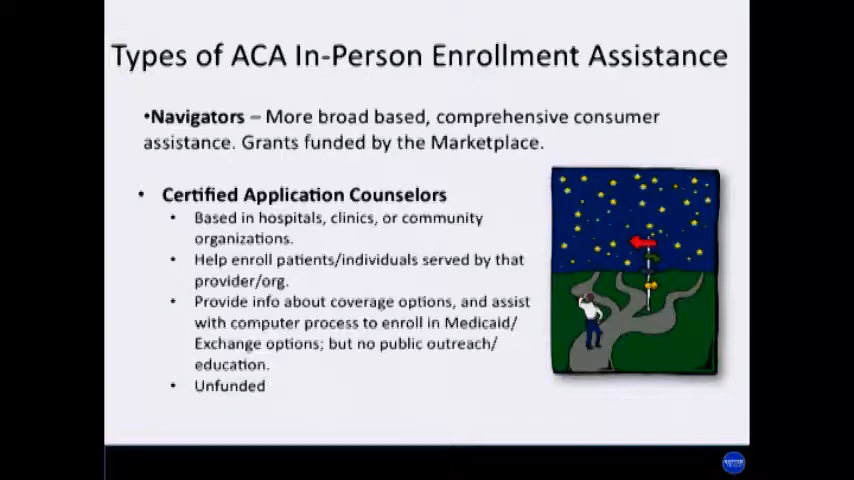 Types of ACA In-Person Enrollment Assistance
•Navigators – More broad based, comprehensive consumer
assistance. Grants funded by the Marketplace.
• Certified Application Counselors
• Based in hospitals, clinics, or community
organizations.
• Help enroll patients/individuals served by that
provider/org.
• Provide info about coverage options, and assist
with computer process to enroll in Medicaid/
Exchange options; but no public outreach/
education.
• Unfunded